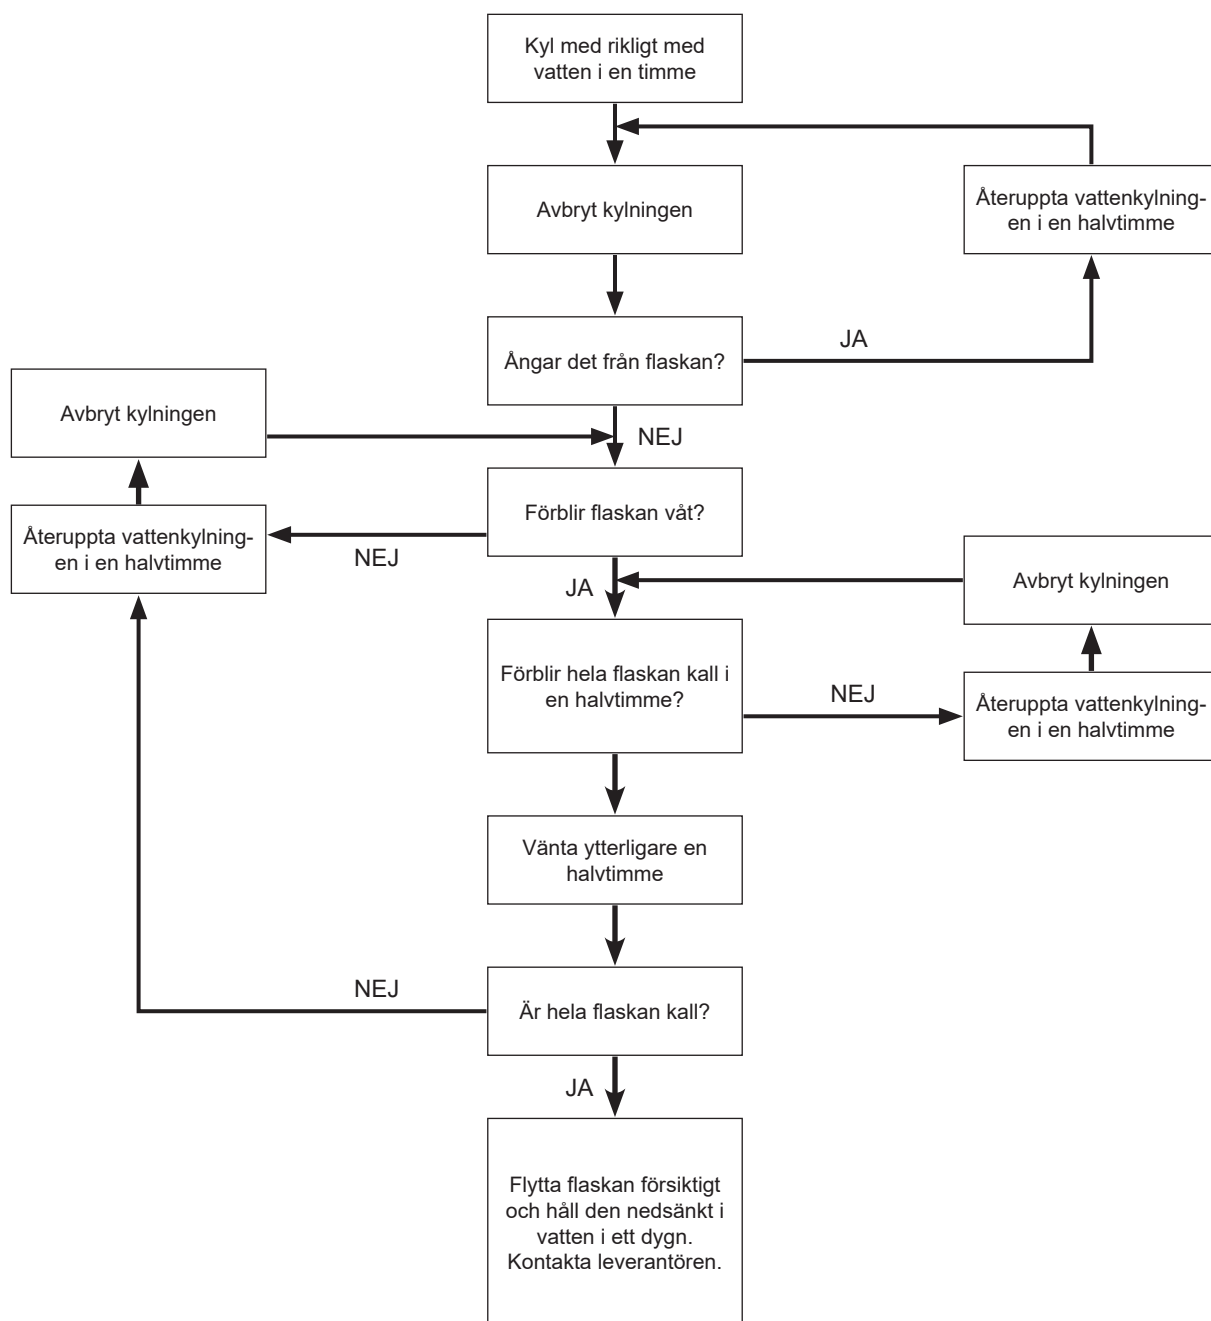 Kyl med rikligt med
vatten i en timme
Avbryt kylningen
Återuppta vattenkylning-
en i en halvtimme
Ångar det från flaskan?
JA
Avbryt kylningen
NEJ
Förblir flaskan våt?
Återuppta vattenkylning-
en i en halvtimme
NEJ
JA
Avbryt kylningen
Förblir hela flaskan kall i
en halvtimme?
NEJ
Återuppta vattenkylning-
en i en halvtimme
Vänta ytterligare en
halvtimme
NEJ
Är hela flaskan kall?
JA
Flytta flaskan försiktigt
och håll den nedsänkt i
vatten i ett dygn.
Kontakta leverantören.